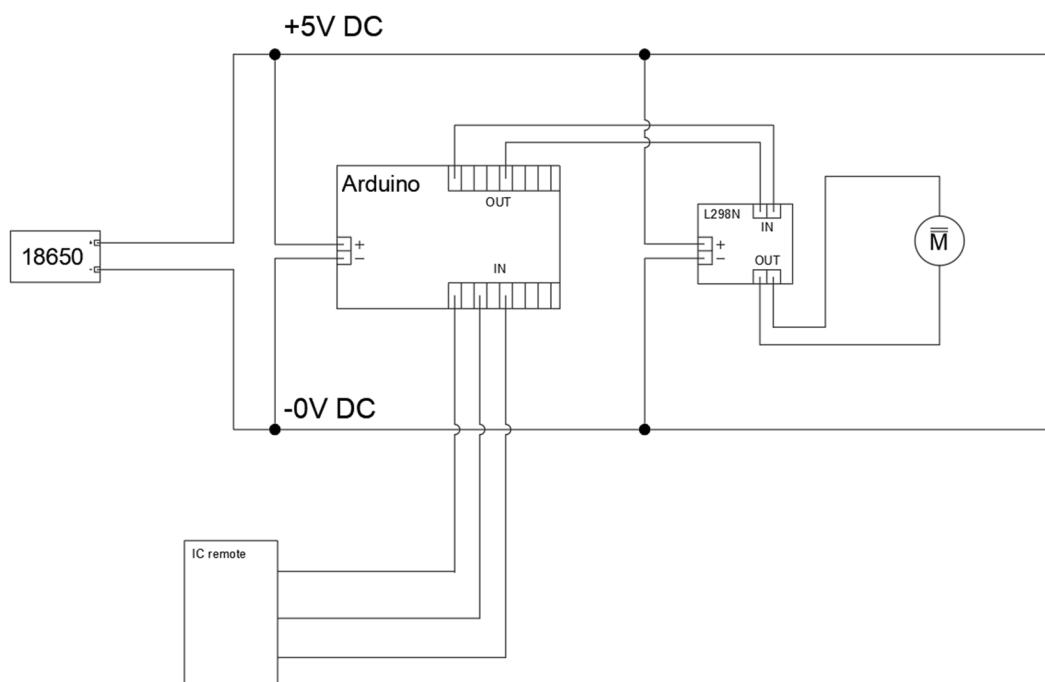 +5V DC
Arduino
OUT
L298N
IN
+
−
+
−
M
18650
+
-
IN
OUT
-0V DC
IC remote